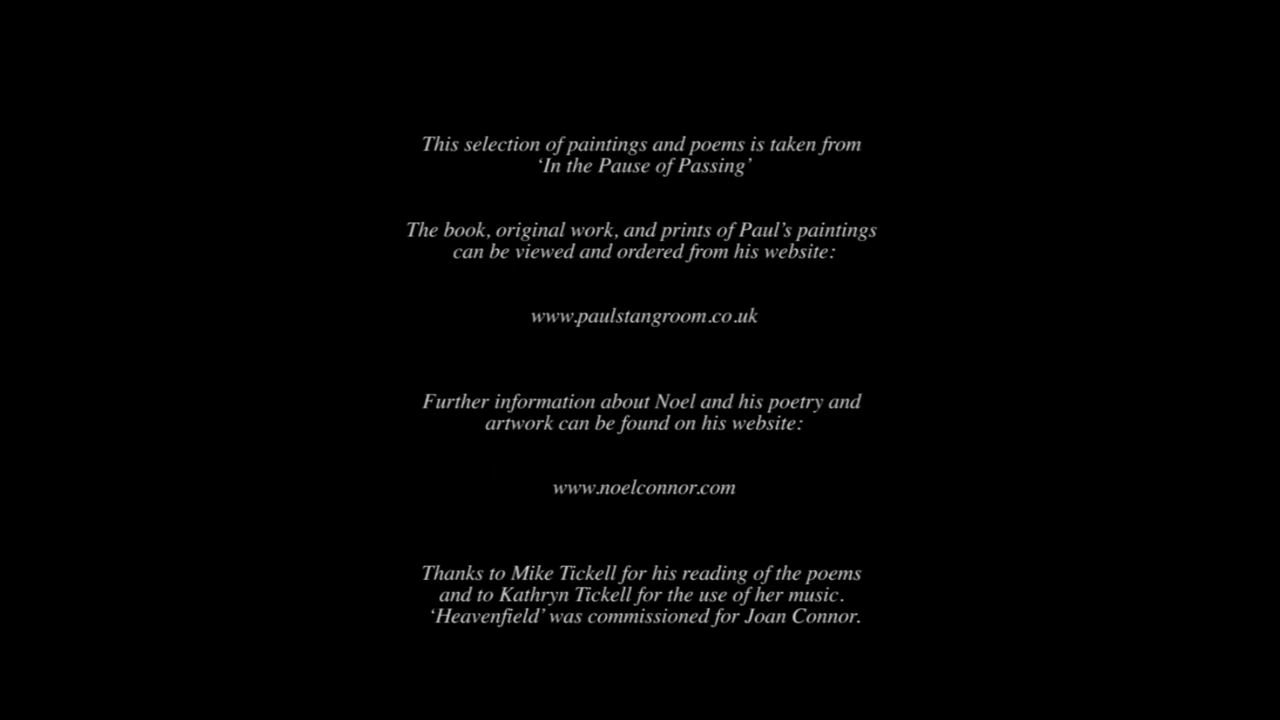 This selection of paintings and poems is taken from
‘In the Pause of Passing’
The book, original work, and prints of Paul’s paintings
can be viewed and ordered from his website:
www.paulstangroom.co.uk
Further information about Noel and his poetry and
artwork can be found on his website:
www.noelconnor.com
Thanks to Mike Tickell for his reading of the poems
and to Kathryn Tickell for the use of her music.
‘Heavenfield’ was commissioned for Joan Connor.